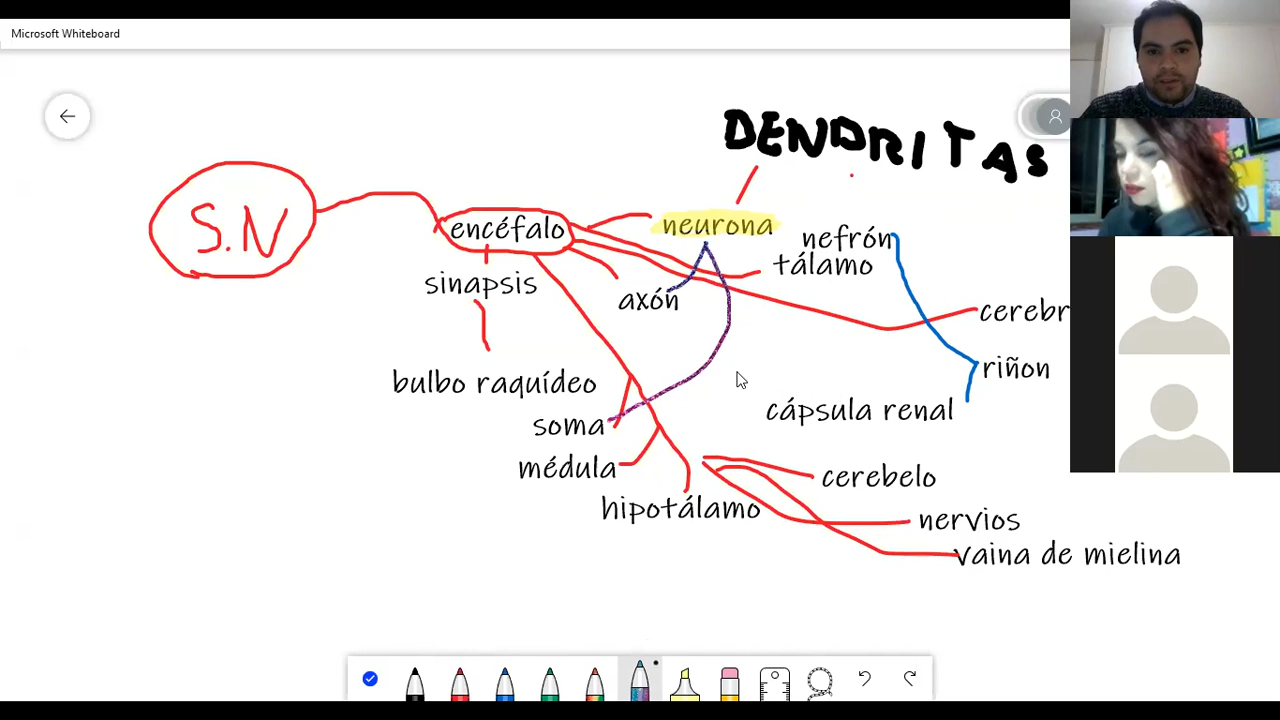 Microsoft Whiteboard
DENDRITAS
S.N
encéfalo
neurona
nefrón
tálamo
sinapsis
axón
cerebr
riñon
bulbo raquídeo
cápsula renal
soma
médula
cerebelo
hipotálamo
nervios
vaina de mielina